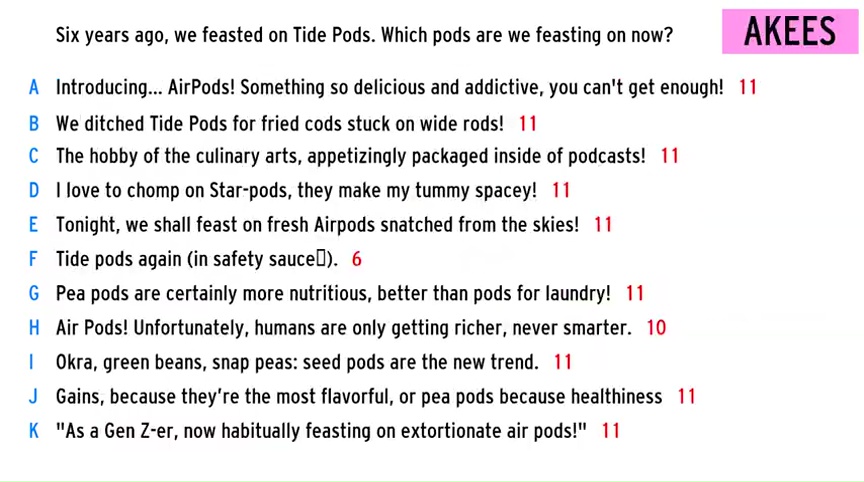 Six years ago, we feasted on Tide Pods. Which pods are we feasting on now?
AKEES
A Introducing... AirPods! Something so delicious and addictive, you can't get enough! 11
B We ditched Tide Pods for fried cods stuck on wide rods! 11
C The hobby of the culinary arts, appetizingly packaged inside of podcasts! 11
D I love to chomp on Star-pods, they make my tummy spacey! 11
E Tonight, we shall feast on fresh Airpods snatched from the skies! 11
F Tide pods again (in safety sauce▯). 6
G Pea pods are certainly more nutritious, better than pods for laundry! 11
H Air Pods! Unfortunately, humans are only getting richer, never smarter. 10
I Okra, green beans, snap peas: seed pods are the new trend. 11
J Gains, because they’re the most flavorful, or pea pods because healthiness 11
K "As a Gen Z-er, now habitually feasting on extortionate air pods!" 11